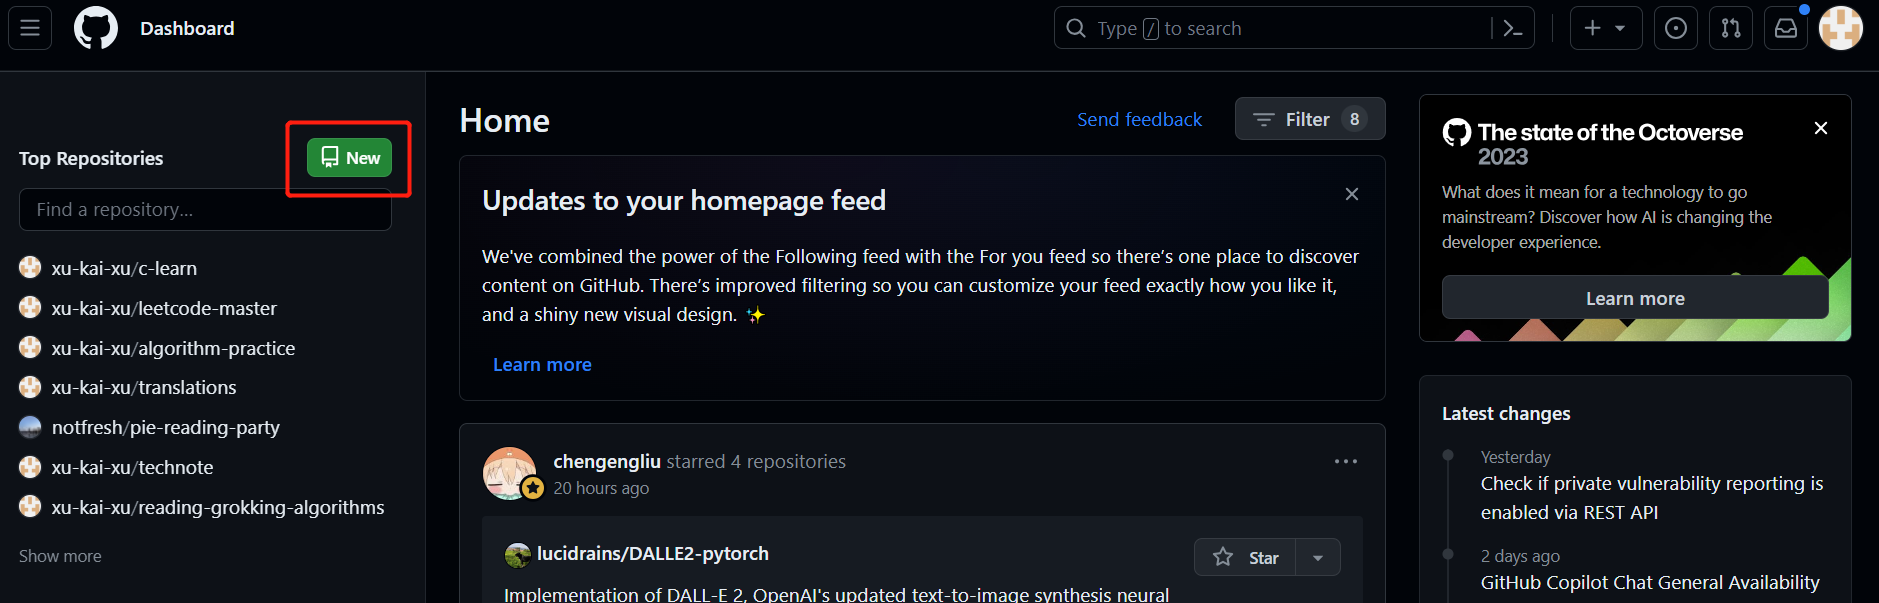 Dashboard
Type / to search
Top Repositories
New
Find a repository...
xu-kai-xu/c-learn
xu-kai-xu/leetcode-master
xu-kai-xu/algorithm-practice
xu-kai-xu/translations
notfresh/pie-reading-party
xu-kai-xu/technote
xu-kai-xu/reading-grokking-algorithms
Show more
Home
Send feedback
Filter 8
Updates to your homepage feed
We've combined the power of the Following feed with the For you feed so there’s one place to discover
content on GitHub. There’s improved filtering so you can customize your feed exactly how you like it,
and a shiny new visual design. ✨
Learn more
chengengliu starred 4 repositories
20 hours ago
lucidrains/DALLE2-pytorch
Star
Implementation of DALL-E 2, OpenAI's updated text-to-image synthesis neural
The state of the Octoverse
2023
What does it mean for a technology to go
mainstream? Discover how AI is changing the
developer experience.
Learn more
Latest changes
Yesterday
Check if private vulnerability reporting is
enabled via REST API
2 days ago
GitHub Copilot Chat General Availability